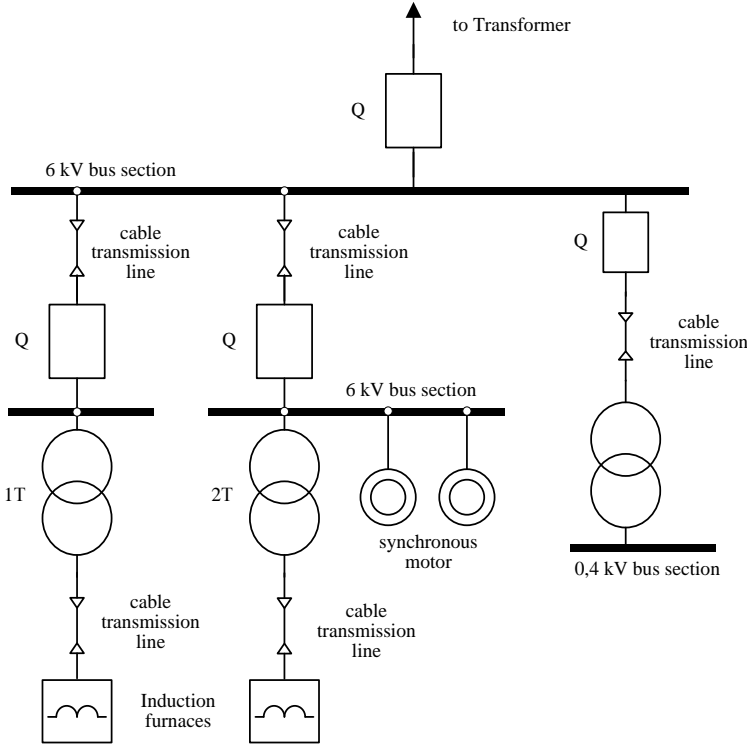 to Transformer
Q
6 kV bus section
cable
transmission
line
cable
transmission
line
Q
cable
transmission
line
Q
Q
6 kV bus section
1T
2T
synchronous
motor
0,4 kV bus section
cable
transmission
line
cable
transmission
line
Induction
furnaces